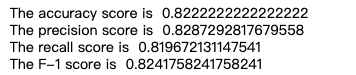 The accuracy score is 0.8222222222222222
The precision score is 0.8287292817679558
The recall score is 0.819672131147541
The F-1 score is 0.8241758241758241